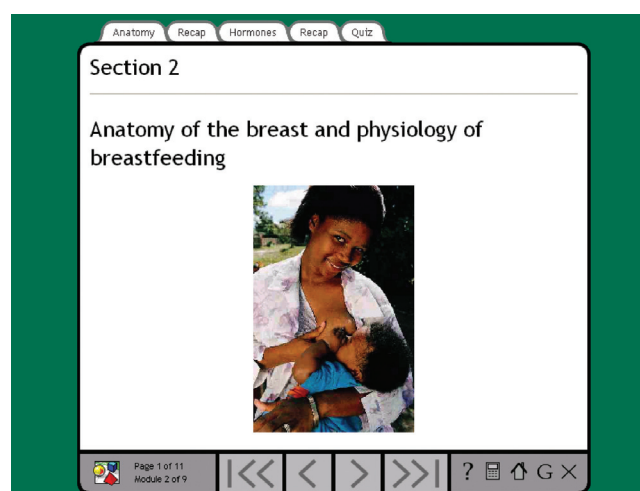 Anatomy Recap Hormones Recap Quiz
Section 2
Anatomy of the breast and physiology of
breastfeeding
Page 1 of 11
Module 2 of 9
|<< < > >>| ? G ×